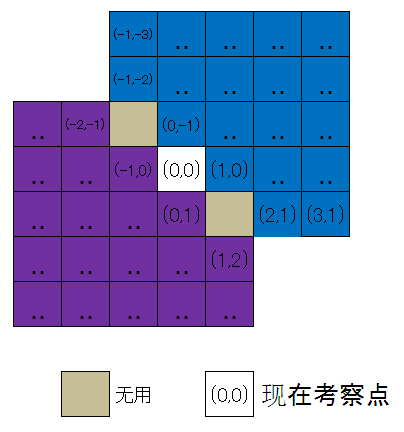 (-1,-3) .. .. .. ..
(-1,-2) .. .. .. ..
.. (-2,-1) (0,-1) .. .. ..
.. .. (-1,0) (0,0) (1,0) .. ..
.. .. .. (0,1) (2,1) (3,1)
.. .. .. .. (1,2)
.. .. .. .. ..
无用 (0,0) 现在考察点